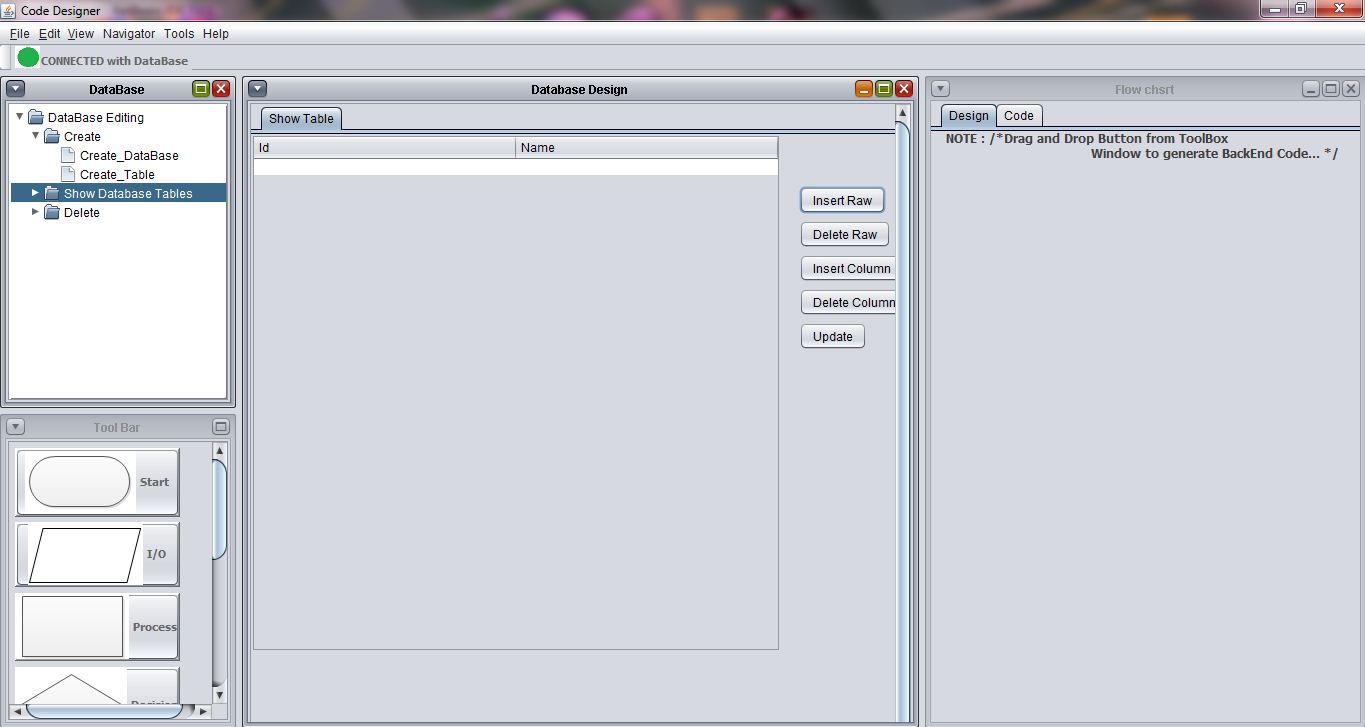 Code Designer
File Edit View Navigator Tools Help
CONNECTED with DataBase
DataBase
DataBase Editing
Create
Create_DataBase
Create_Table
Show Database Tables
Delete
Tool Bar
Start
I/O
Process
Database Design
Show Table
Id Name
Insert Raw
Delete Raw
Insert Column
Delete Column
Update
Flow chsrt
Design Code
NOTE : /*Drag and Drop Button from ToolBox
Window to generate BackEnd Code... */